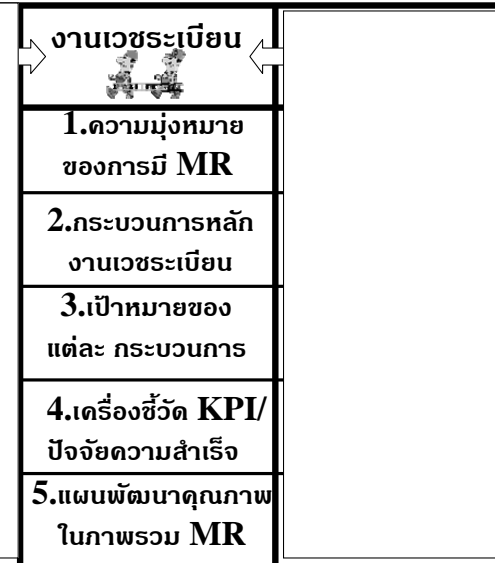 งานเวชระเบียน
1.ความมุ่งหมาย
ของการมี MR
2.กระบวนการหลัก
งานเวชระเบียน
3.เป้าหมายของ
แต่ละ กระบวนการ
4.เครื่องชี้วัด KPI/
ปัจจัยความสำเร็จ
5.แผนพัฒนาคุณภาพ
ในภาพรวม MR